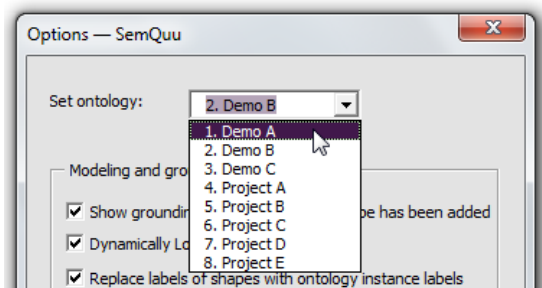 Options — SemQuu
Set ontology:
2. Demo B
1. Demo A
2. Demo B
3. Demo C
4. Project A
5. Project B
6. Project C
7. Project D
8. Project E
Modeling and gro
Show groundin be has been added
Dynamically Lo
Replace labels of shapes with ontology instance labels